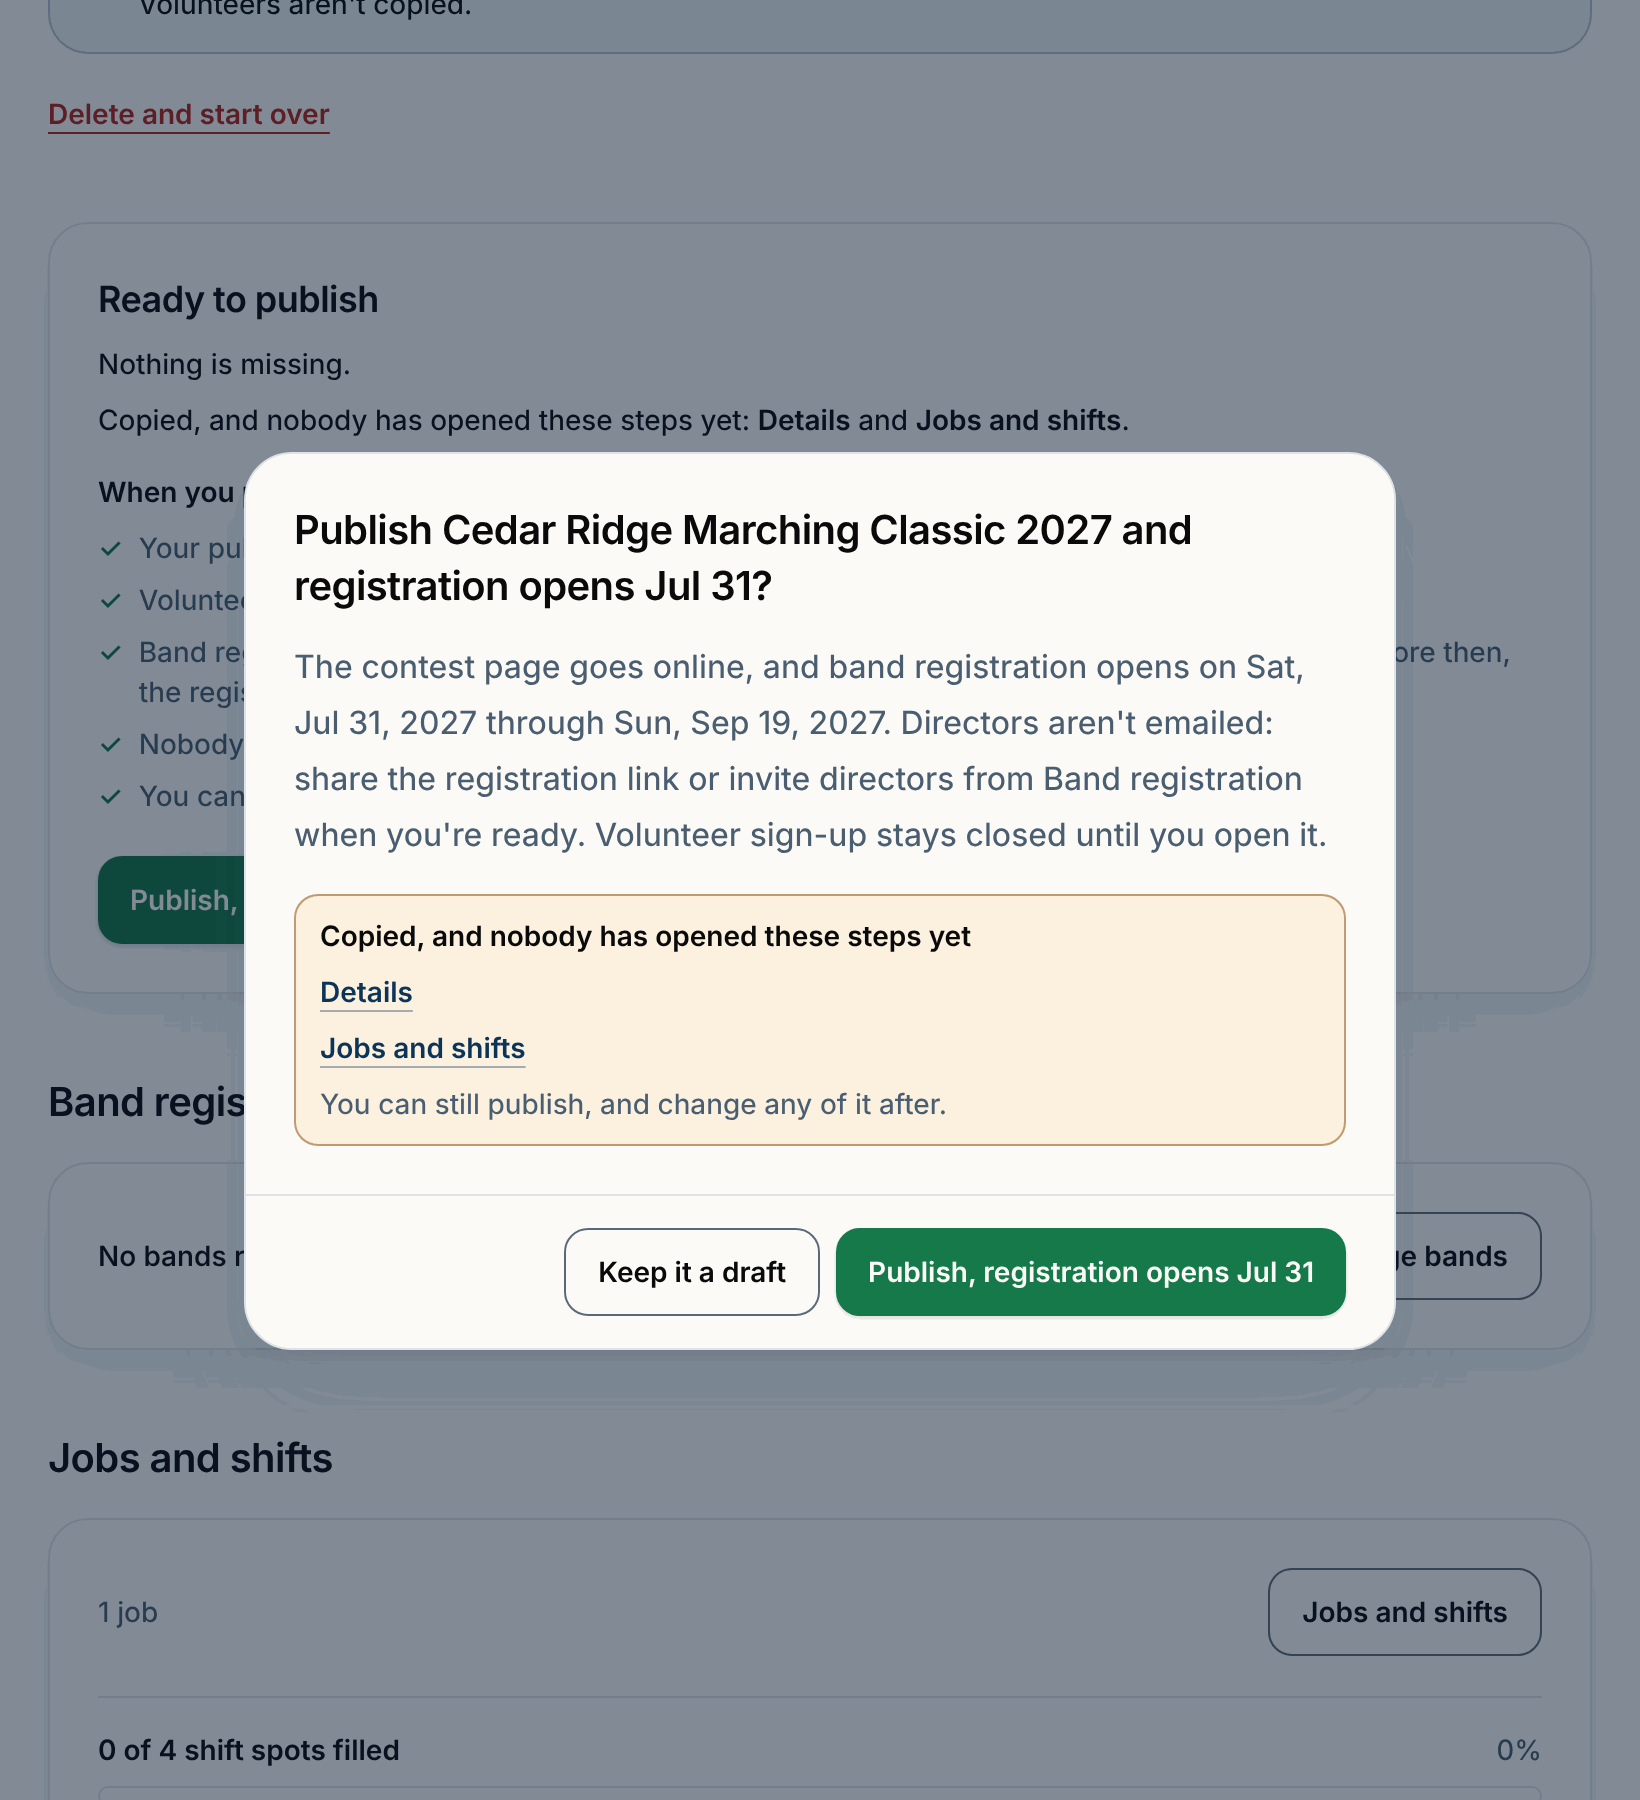 Volunteers aren't copied.
Delete and start over
Ready to publish
Nothing is missing.
Copied, and nobody has opened these steps yet: Details and Jobs and shifts.
When you
Your
Band
then,
the
Nobody
You can
Publish,
Publish Cedar Ridge Marching Classic 2027 and
registration opens Jul 31?
The contest page goes online, and band registration opens on Sat,
Jul 31, 2027 through Sun, Sep 19, 2027. Directors aren't emailed:
share the registration link or invite directors from Band registration
when you're ready. Volunteer sign-up stays closed until you open it.
Copied, and nobody has opened these steps yet
Details
Jobs and shifts
You can still publish, and change any of it after.
Keep it a draft
Publish, registration opens Jul 31
Band
No bands
bands
Jobs and shifts
1 job
Jobs and shifts
0 of 4 shift spots filled
0%